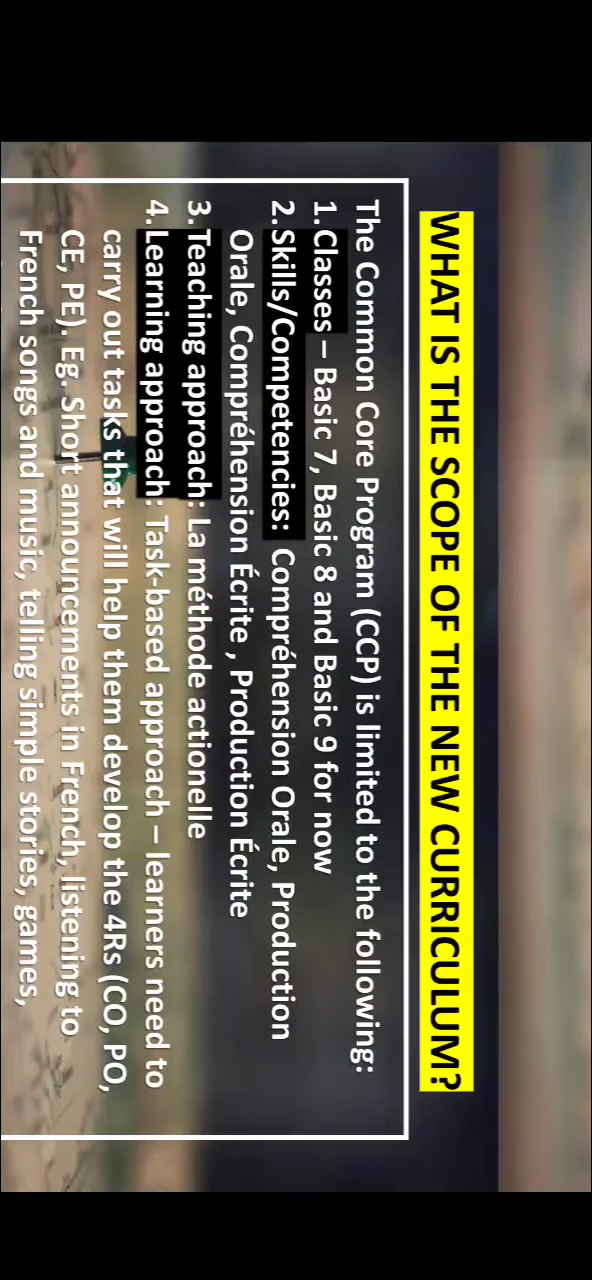 WHAT IS THE SCOPE OF THE NEW CURRICULUM?
The Common Core Program (CCP) is limited to the following:
1.Classes – Basic 7, Basic 8 and Basic 9 for now
2.Skills/Competencies: Compréhension Orale, Production
Orale, Compréhension Écrite , Production Écrite
3.Teaching approach: La méthode actionelle
4.Learning approach: Task-based approach – learners need to
carry out tasks that will help them develop the 4Rs (CO, PO,
CE, PE). Eg. Short announcements in French, listening to
French songs and music, telling simple stories, games,